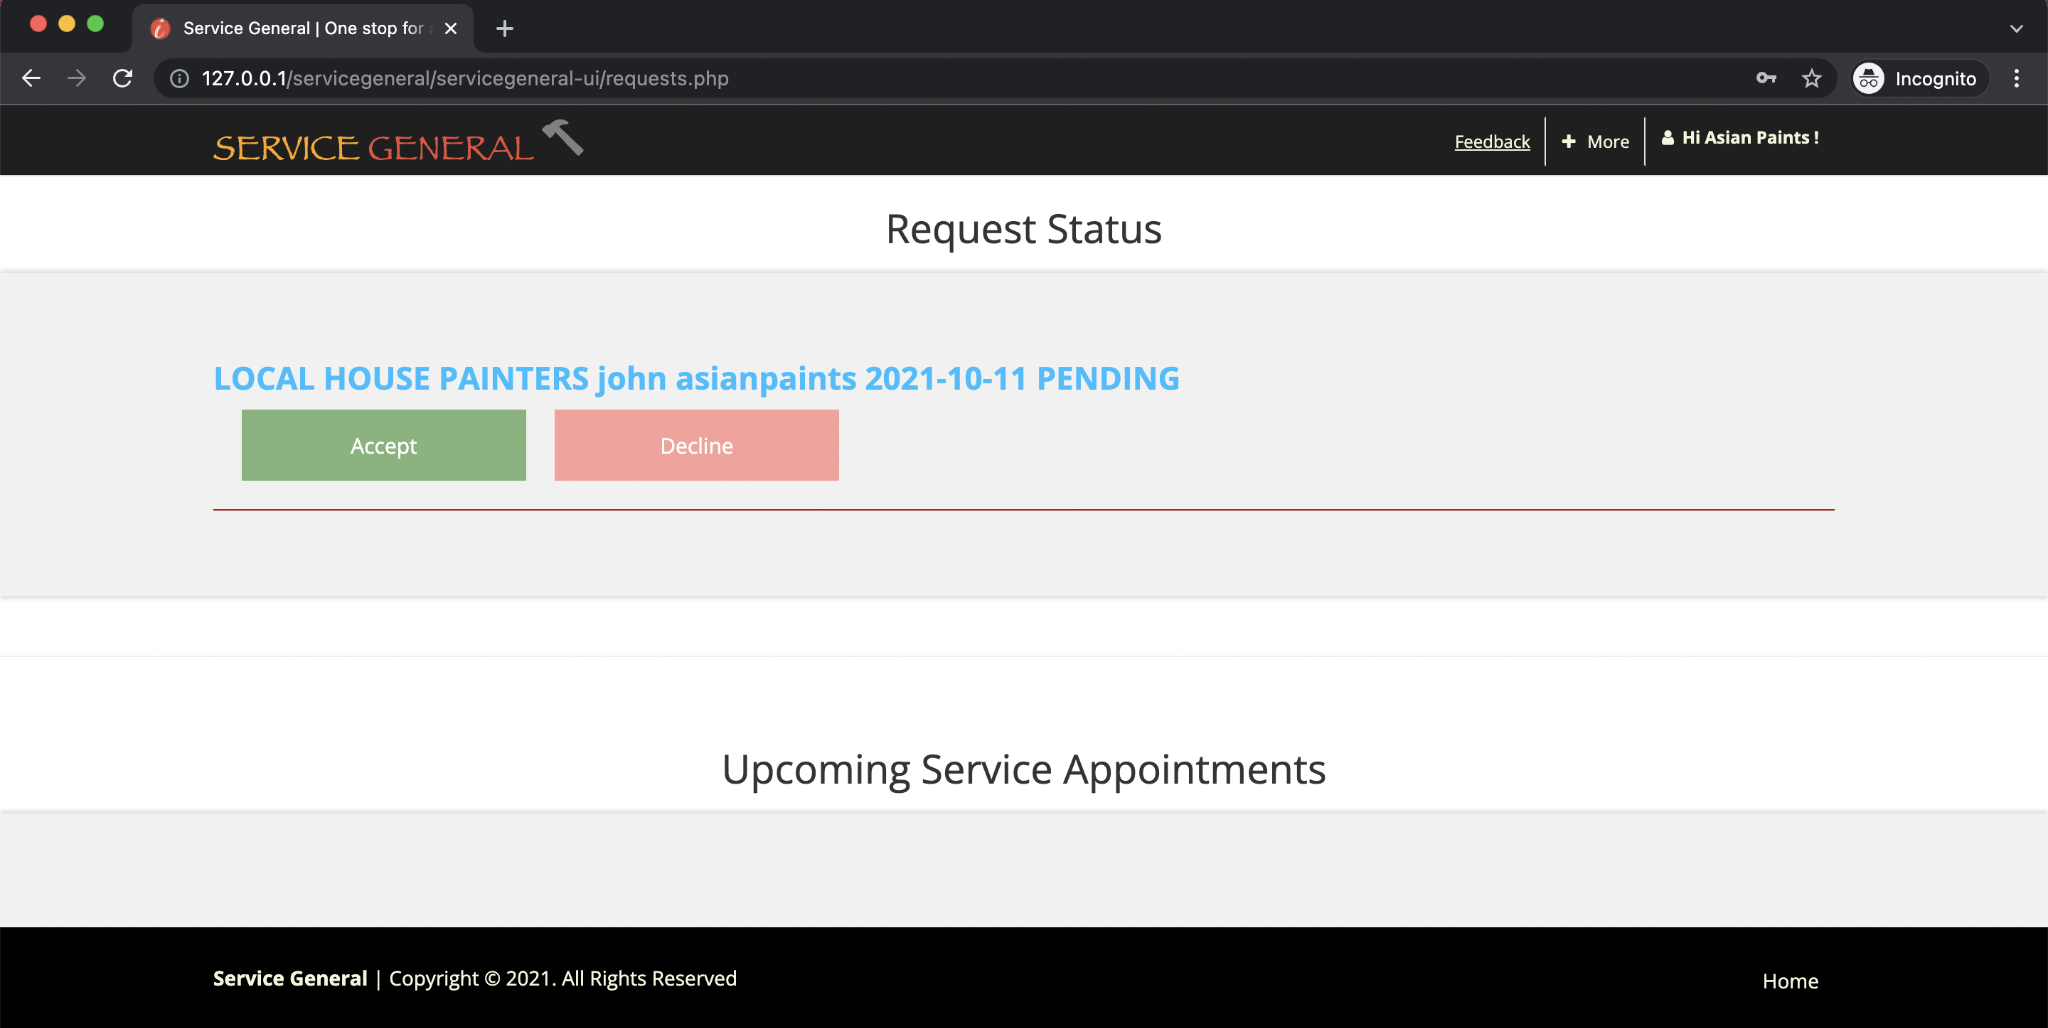 Service General | One stop for
127.0.0.1/servicegeneral/servicegeneral-ui/requests.php
Incognito
SERVICE GENERAL
Feedback
More
Hi Asian Paints !
Request Status
LOCAL HOUSE PAINTERS john asianpaints 2021-10-11 PENDING
Accept
Decline
Upcoming Service Appointments
Service General | Copyright © 2021. All Rights Reserved
Home